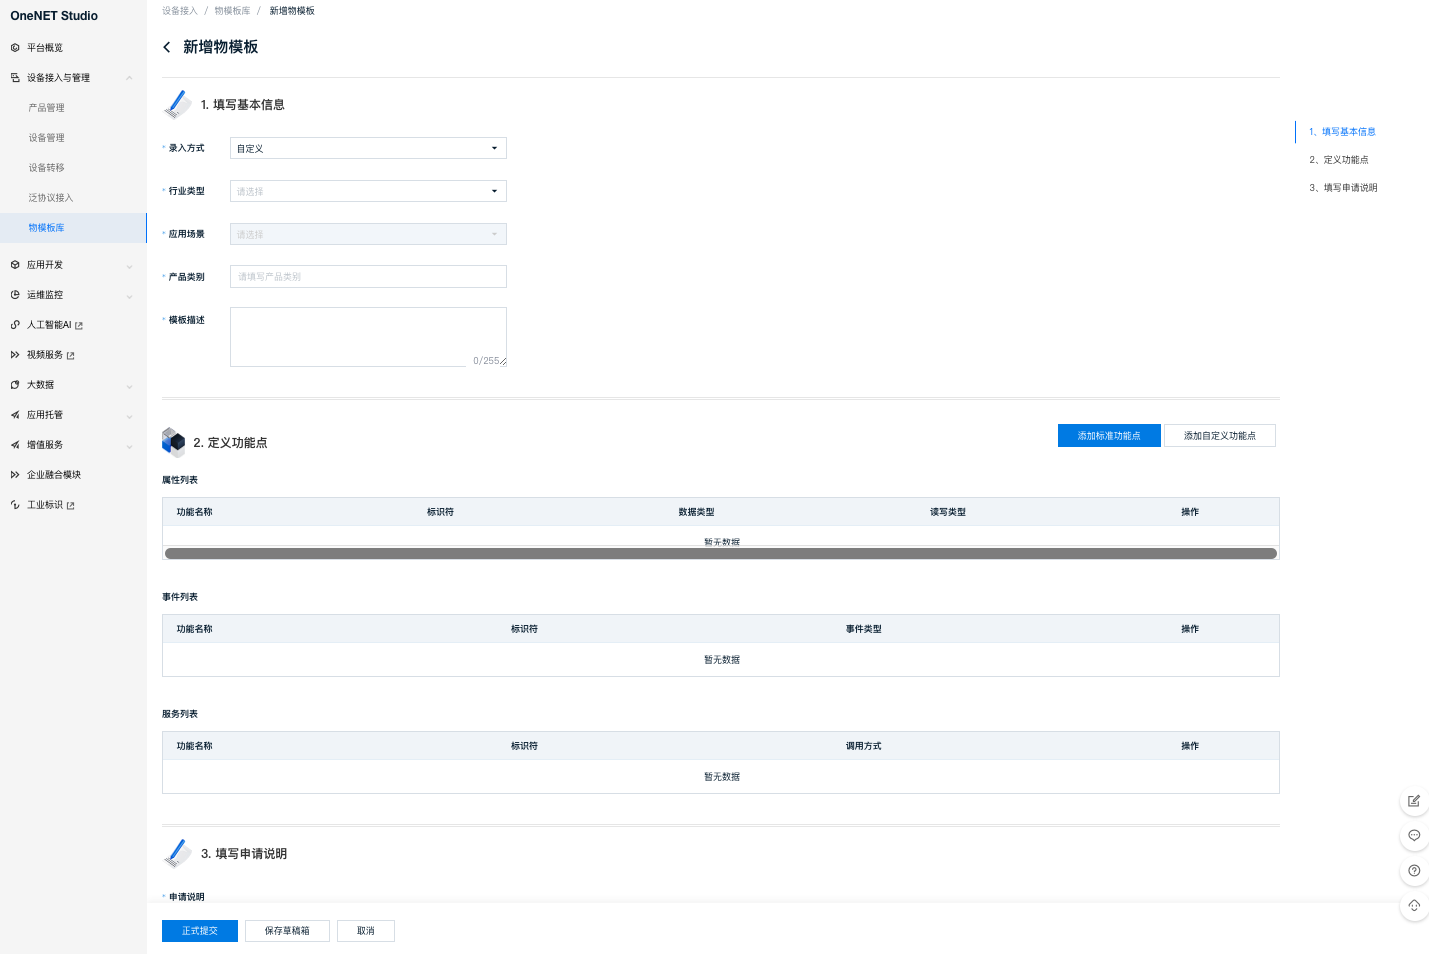 OneNET Studio
平台概览
设备接入与管理
产品管理
设备管理
设备转移
泛协议接入
物模板库
应用开发
运维监控
人工智能AI
视频服务
大数据
应用托管
增值服务
企业融合模块
工业标识
设备接入 / 物模板库 / 新增物模板
新增物模板
1. 填写基本信息
* 录入方式 自定义
* 行业类型 请选择
* 应用场景 请选择
* 产品类别 请填写产品类别
* 模板描述
0/255
1、填写基本信息
2、定义功能点
3、填写申请说明
2. 定义功能点
添加标准功能点 添加自定义功能点
属性列表
功能名称 标识符 数据类型 读写类型 操作
暂无数据
事件列表
功能名称 标识符 事件类型 操作
暂无数据
服务列表
功能名称 标识符 调用方式 操作
暂无数据
3. 填写申请说明
* 申请说明
正式提交 保存草稿箱 取消